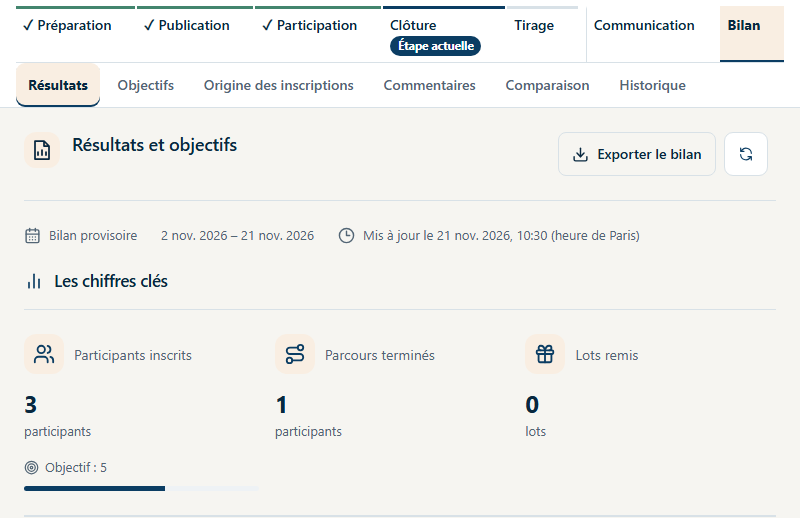 ✓ Préparation
✓ Publication
✓ Participation
Clôture
Étape actuelle
Tirage
Communication
Bilan
Résultats
Objectifs
Origine des inscriptions
Commentaires
Comparaison
Historique
Résultats et objectifs
Exporter le bilan
Bilan provisoire
2 nov. 2026 – 21 nov. 2026
Mis à jour le 21 nov. 2026, 10:30 (heure de Paris)
Les chiffres clés
Participants inscrits
3
participants
Objectif : 5
Parcours terminés
1
participants
Lots remis
0
lots